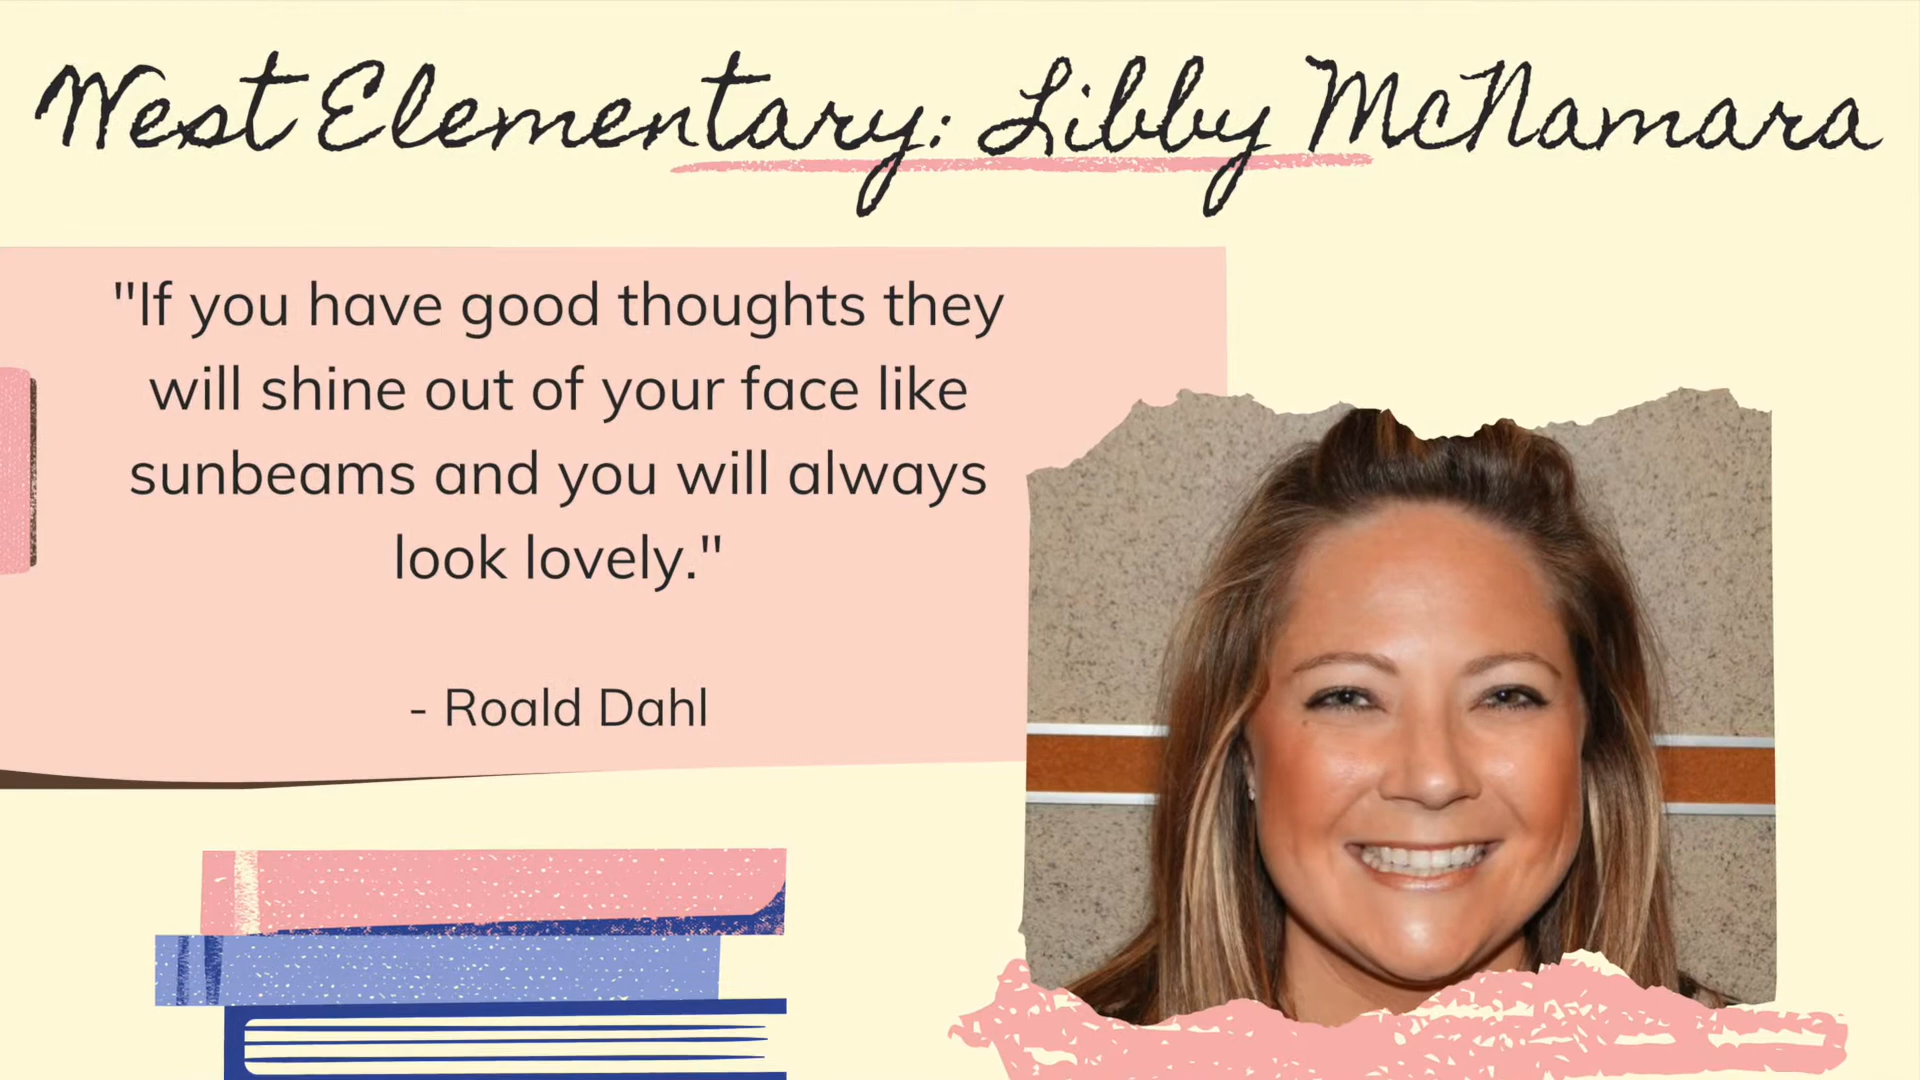 West Elementary: Libby McNamara
"If you have good thoughts they
will shine out of your face like
sunbeams and you will always
look lovely."
- Roald Dahl